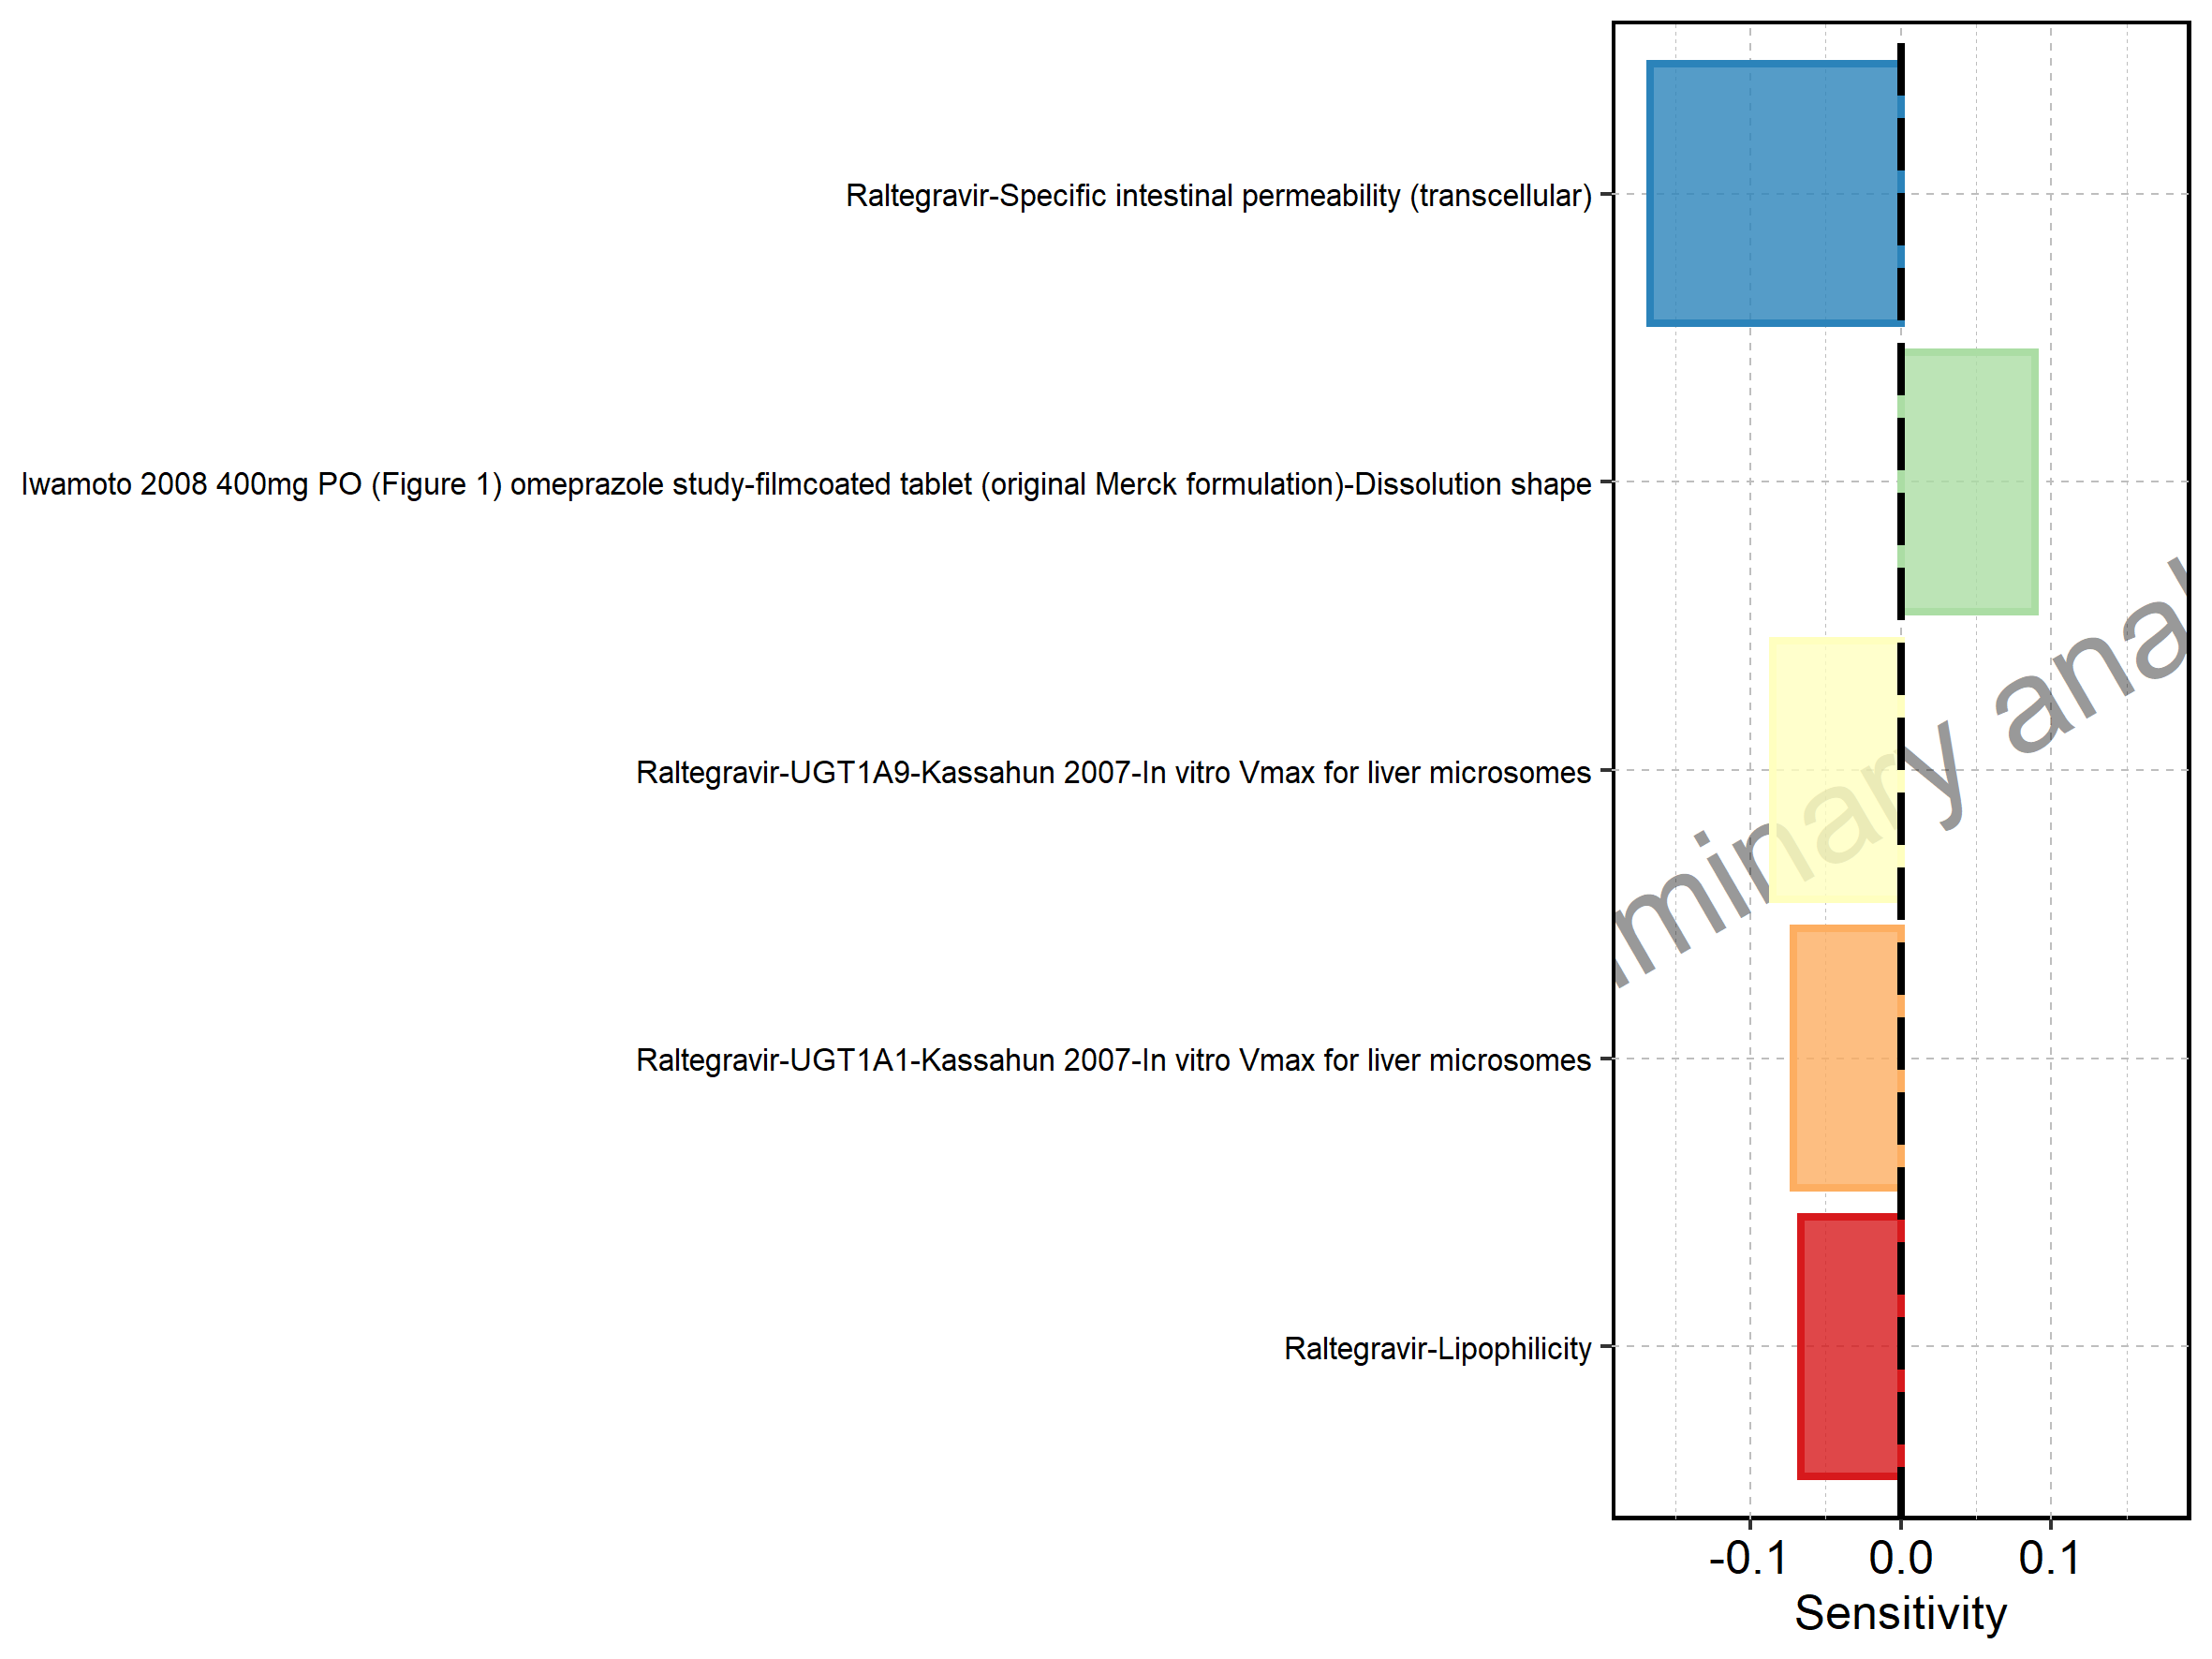 Raltegravir-Specific intestinal permeability (transcellular)
Iwamoto 2008 400mg PO (Figure 1) omeprazole study-filmcoated tablet (original Merck formulation)-Dissolution shape
Raltegravir-UGT1A9-Kassahun 2007-In vitro Vmax for liver microsomes
Raltegravir-UGT1A1-Kassahun 2007-In vitro Vmax for liver microsomes
Raltegravir-Lipophilicity
minary ana
-0.1 0.0 0.1
Sensitivity